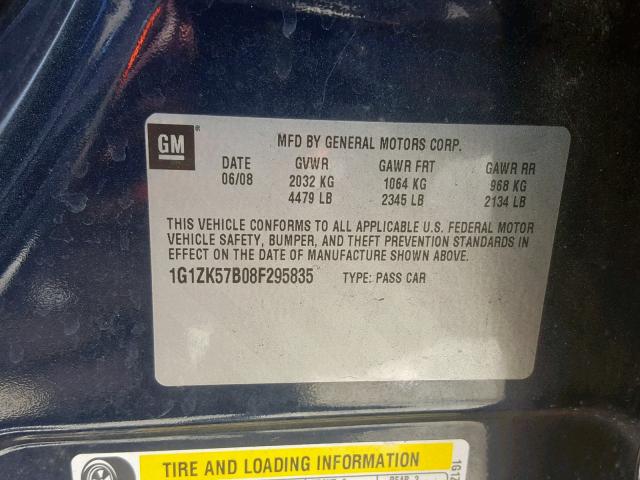 GM®
MFD BY GENERAL MOTORS CORP.
DATE GVWR GAWR FRT GAWR RR
06/08 2032 KG 1064 KG 968 KG
4479 LB 2345 LB 2134 LB
THIS VEHICLE CONFORMS TO ALL APPLICABLE U.S. FEDERAL MOTOR
VEHICLE SAFETY, BUMPER, AND THEFT PREVENTION STANDARDS IN
EFFECT ON THE DATE OF MANUFACTURE SHOWN ABOVE.
1G1ZK57B08F295835 TYPE: PASS CAR
TIRE AND LOADING INFORMATION